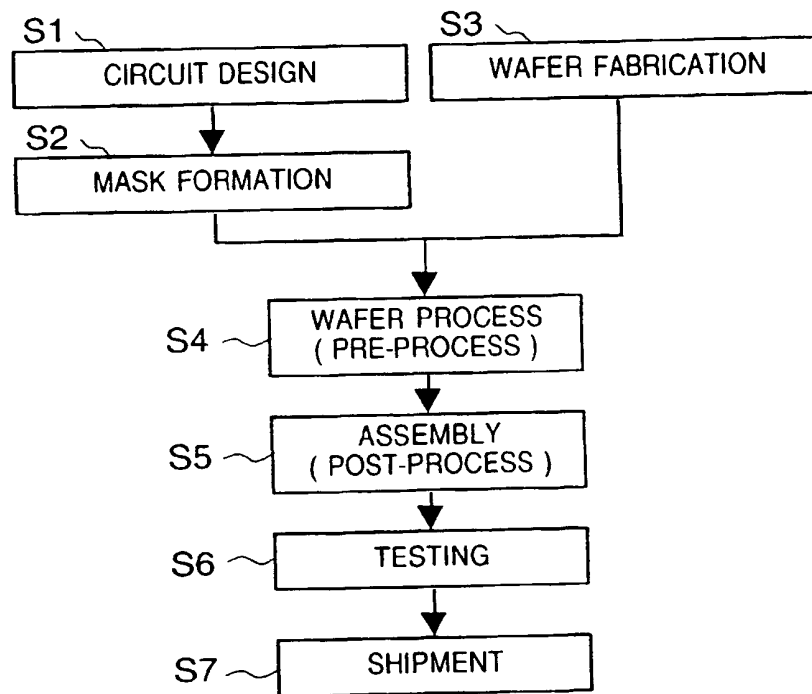 S1
CIRCUIT DESIGN
S3
WAFER FABRICATION
S2
MASK FORMATION
S4
WAFER PROCESS
( PRE-PROCESS )
S5
ASSEMBLY
( POST-PROCESS )
S6
TESTING
S7
SHIPMENT